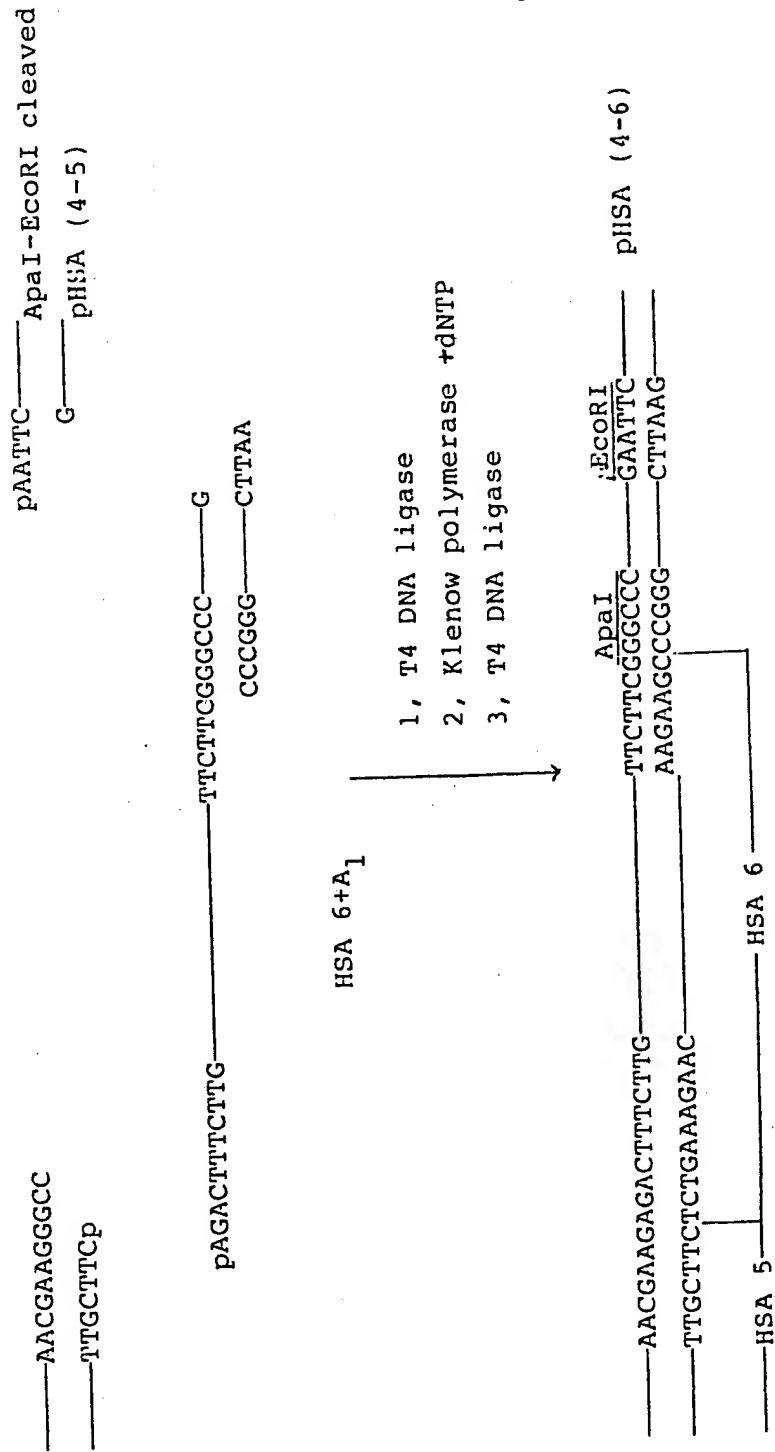 pAATTC
ApaI-EcoRI cleaved
G
pHSA (4-5)
AACGAAGGGCC
TTGCTTCp
pAGACTTTCTTG
TTCTTCGGGCCC
G
CCCGGG
CTTAA
HSA 6+A1
1, T4 DNA ligase
2, Klenow polymerase +dNTP
3, T4 DNA ligase
ApaI
EcoRI
AACGAAGAGACTTTCTTG
TTCTTCGGGCCC
GAATTC
pHSA (4-6)
TTGCTTCTCTGAAAGAAC
AAGAAGCCCGGG
CTTAAG
HSA 5
HSA 6